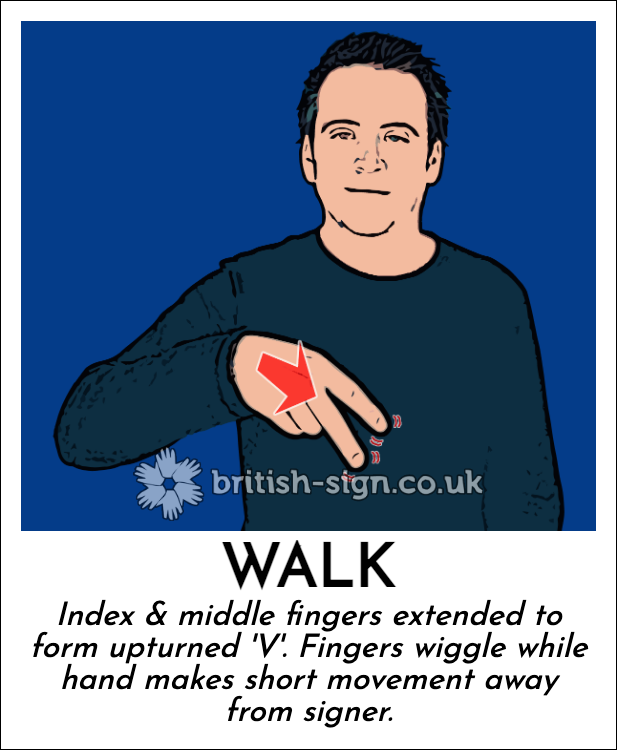 british-sign.co.uk
WALK
Index & middle fingers extended to
form upturned 'V'. Fingers wiggle while
hand makes short movement away
from signer.